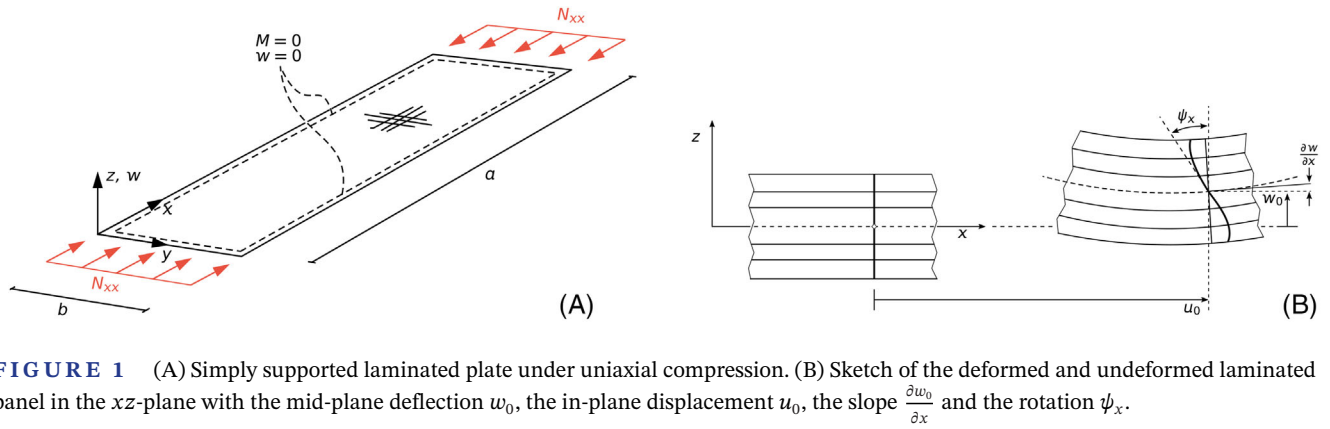 N_xx
M=0
w=0
z, w
x
y
a
N_xx
b
(A)
z
x
ψ_x
∂w
∂x
w_0
u_0
(B)
FIGURE 1 (A) Simply supported laminated plate under uniaxial compression. (B) Sketch of the deformed and undeformed laminated
panel in the xz-plane with the mid-plane deflection w_0, the in-plane displacement u_0, the slope ∂w_0/∂x and the rotation ψ_x.